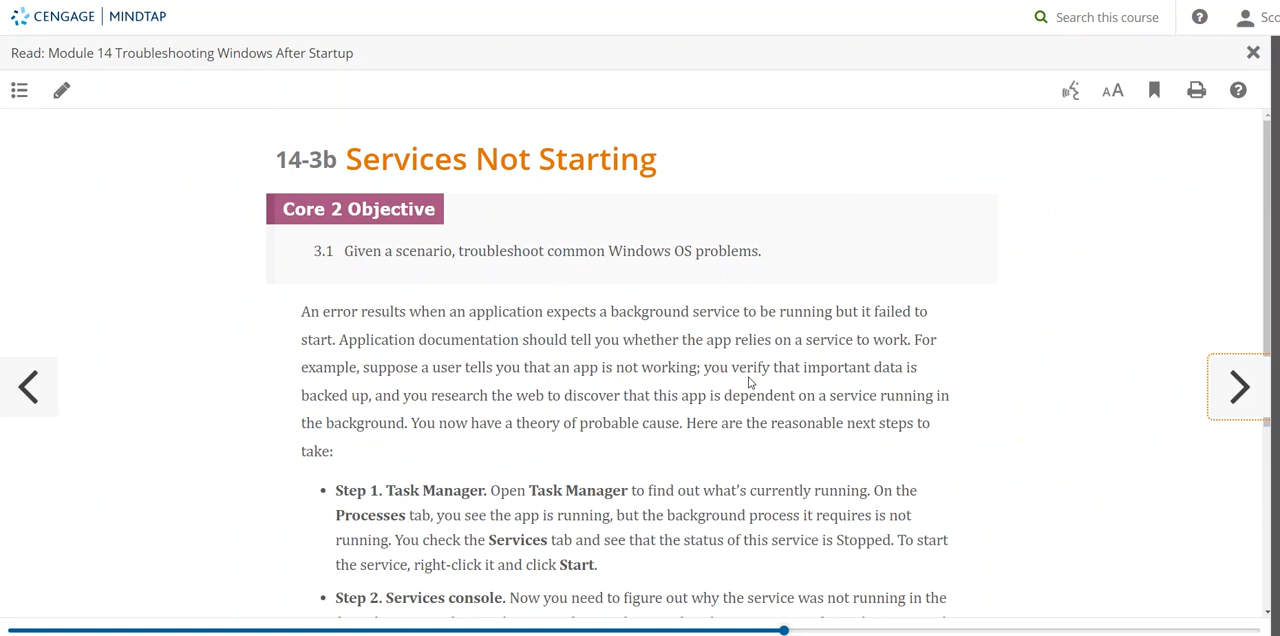 CENGAGE | MINDTAP
Search this course
Sco
Read: Module 14 Troubleshooting Windows After Startup
AA
14-3b Services Not Starting
Core 2 Objective
3.1 Given a scenario, troubleshoot common Windows OS problems.
An error results when an application expects a background service to be running but it failed to
start. Application documentation should tell you whether the app relies on a service to work. For
example, suppose a user tells you that an app is not working; you verify that important data is
backed up, and you research the web to discover that this app is dependent on a service running in
the background. You now have a theory of probable cause. Here are the reasonable next steps to
take:
• Step 1. Task Manager. Open Task Manager to find out what’s currently running. On the
Processes tab, you see the app is running, but the background process it requires is not
running. You check the Services tab and see that the status of this service is Stopped. To start
the service, right-click it and click Start.
• Step 2. Services console. Now you need to figure out why the service was not running in the